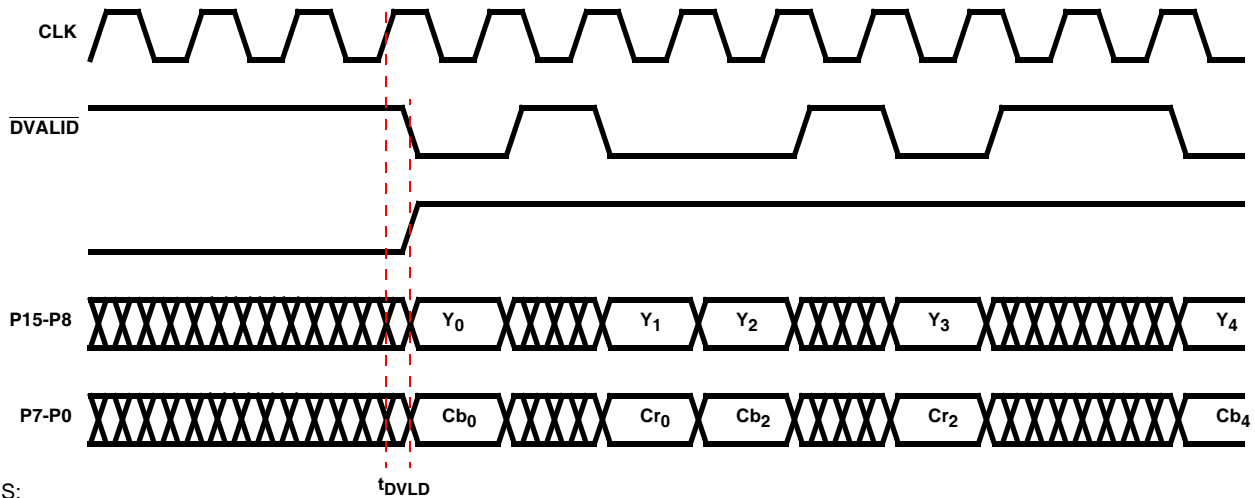 CLK
DVALID
P15-P8 Y0 Y1 Y2 Y3 Y4
P7-P0 Cb0 Cr0 Cb2 Cr2 Cb4
tDVLD
S: